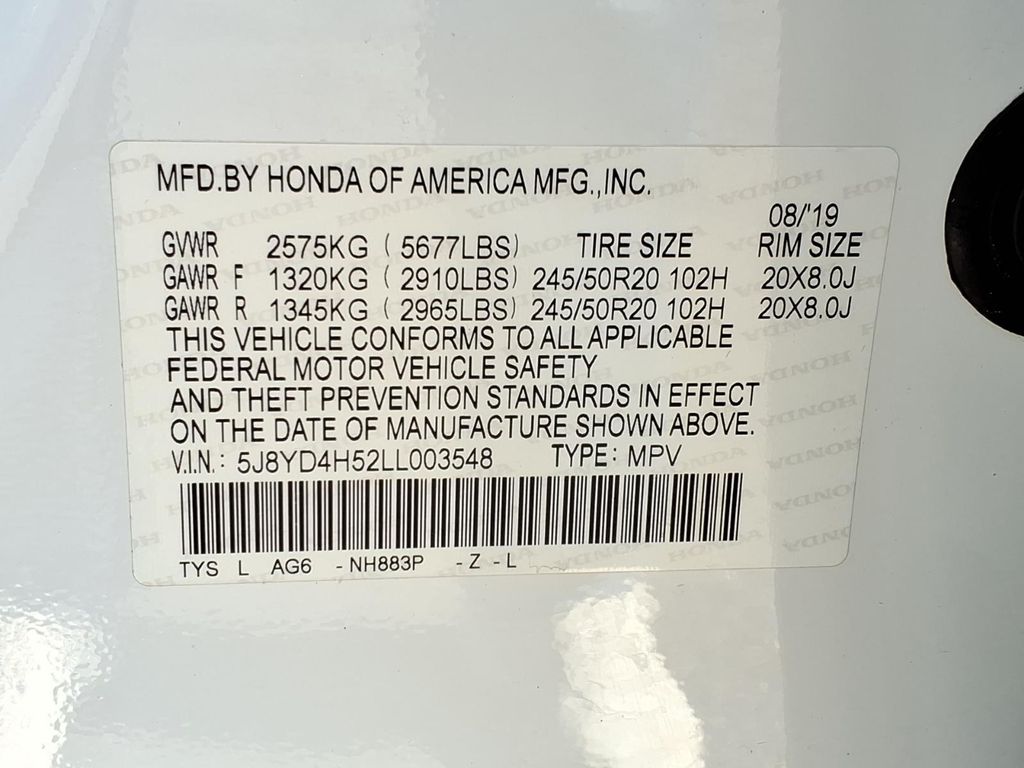 MFD.BY HONDA OF AMERICA MFG.,INC.
08/'19
GVWR 2575KG ( 5677LBS) TIRE SIZE RIM SIZE
GAWR F 1320KG ( 2910LBS) 245/50R20 102H 20X8.0J
GAWR R 1345KG ( 2965LBS) 245/50R20 102H 20X8.0J
THIS VEHICLE CONFORMS TO ALL APPLICABLE
FEDERAL MOTOR VEHICLE SAFETY
AND THEFT PREVENTION STANDARDS IN EFFECT
ON THE DATE OF MANUFACTURE SHOWN ABOVE.
V.I.N.: 5J8YD4H52LL003548 TYPE: MPV
TYS L AG6 -NH883P -Z -L